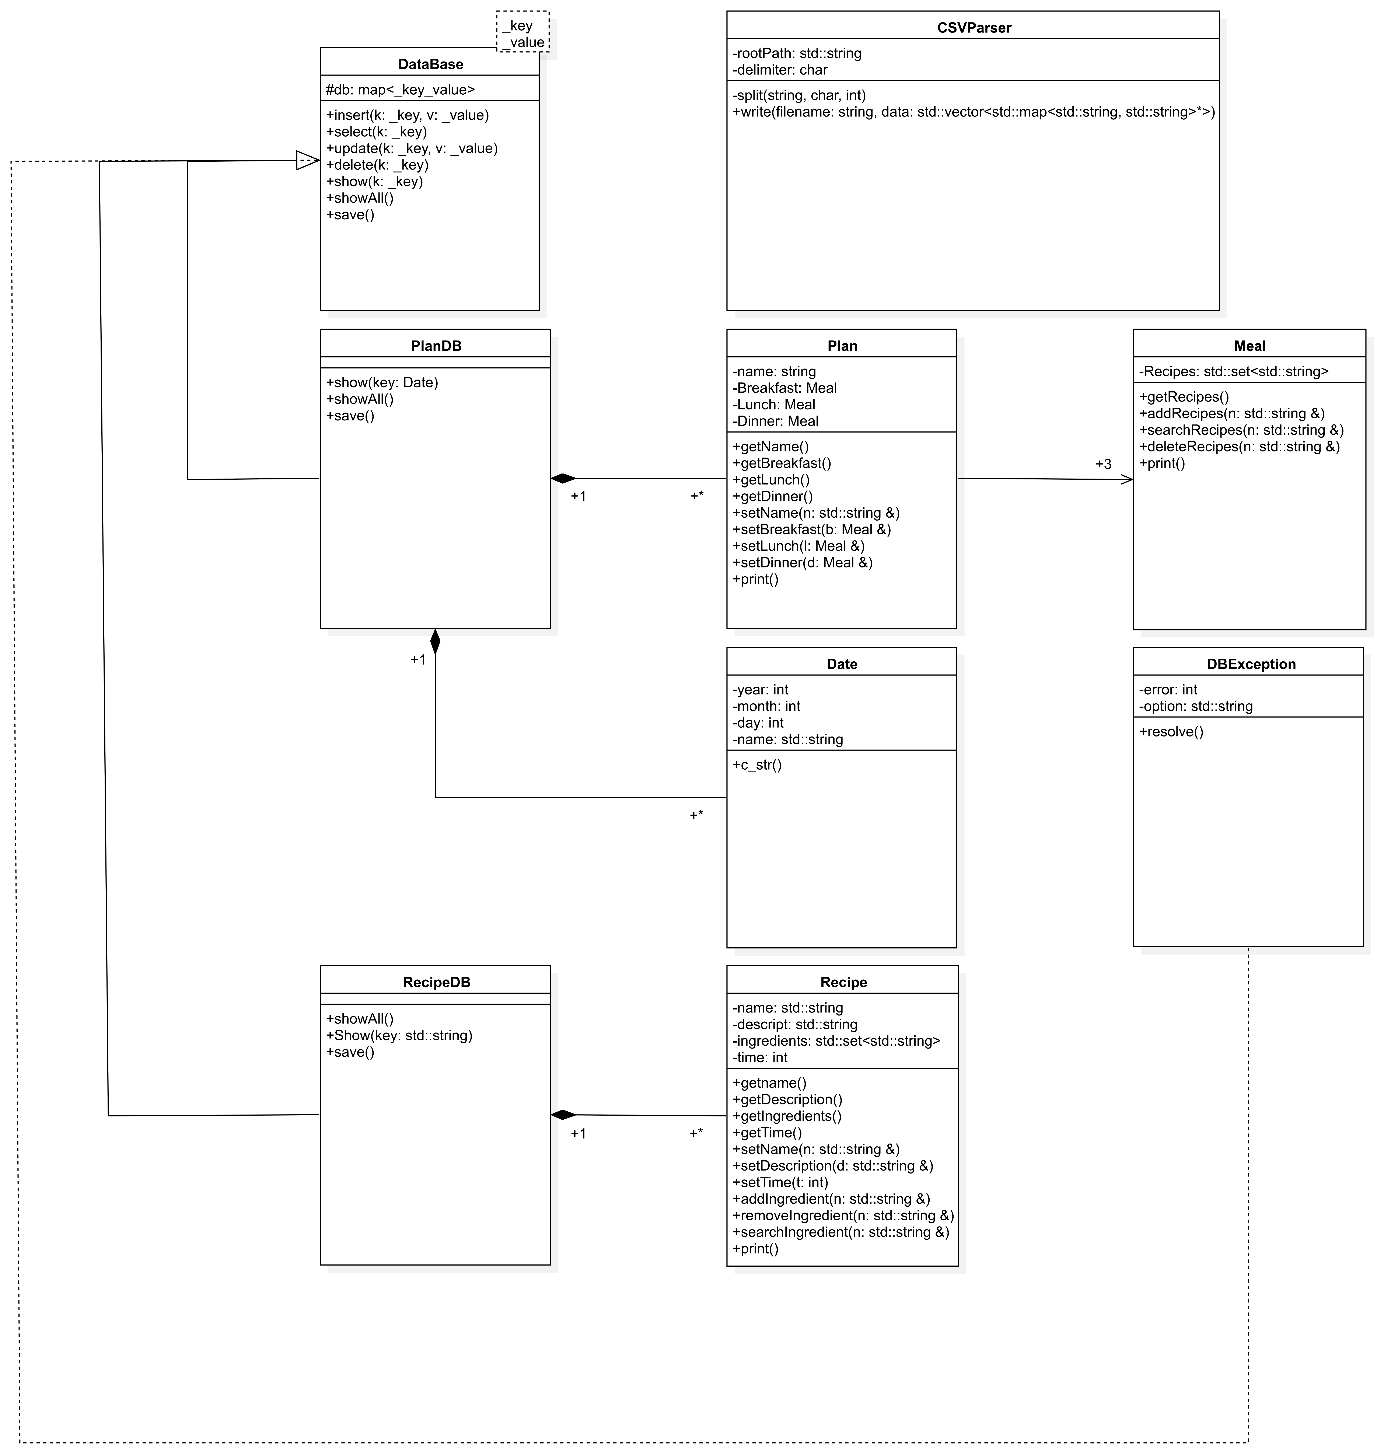 _key
_value
DataBase
#db: map<_key_value>
+insert(k: _key, v: _value)
+select(k: _key)
+update(k: _key, v: _value)
+delete(k: _key)
+show(k: _key)
+showAll()
+save()
CSVParser
-rootPath: std::string
-delimiter: char
-split(string, char, int)
+write(filename: string, data: std::vector<std::map<std::string, std::string>*>)
PlanDB
+show(key: Date)
+showAll()
+save()
+1
+*
Plan
-name: string
-Breakfast: Meal
-Lunch: Meal
-Dinner: Meal
+getName()
+getBreakfast()
+getLunch()
+getDinner()
+setName(n: std::string &)
+setBreakfast(b: Meal &)
+setLunch(l: Meal &)
+setDinner(d: Meal &)
+print()
+3
Meal
-Recipes: std::set<std::string>
+getRecipes()
+addRecipes(n: std::string &)
+searchRecipes(n: std::string &)
+deleteRecipes(n: std::string &)
+print()
+1
+*
Date
-year: int
-month: int
-day: int
-name: std::string
+c_str()
DBException
-error: int
-option: std::string
+resolve()
RecipeDB
+showAll()
+Show(key: std::string)
+save()
+1
+*
Recipe
-name: std::string
-descript: std::string
-ingredients: std::set<std::string>
-time: int
+getname()
+getDescription()
+getIngredients()
+getTime()
+setName(n: std::string &)
+setDescription(d: std::string &)
+setTime(t: int)
+addIngredient(n: std::string &)
+removeIngredient(n: std::string &)
+searchIngredient(n: std::string &)
+print()